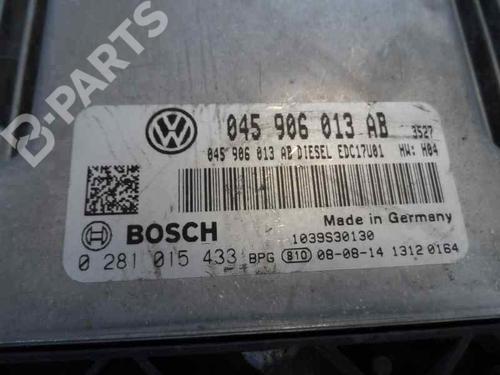 B-PARTS
045 906 013 AB 3527
045 906 013 AB DIESEL EDC17U01 HW: H04
Made in Germany
BOSCH 1039S30130
0 281 015 433 BPG 810 08-08-14 1312 0164